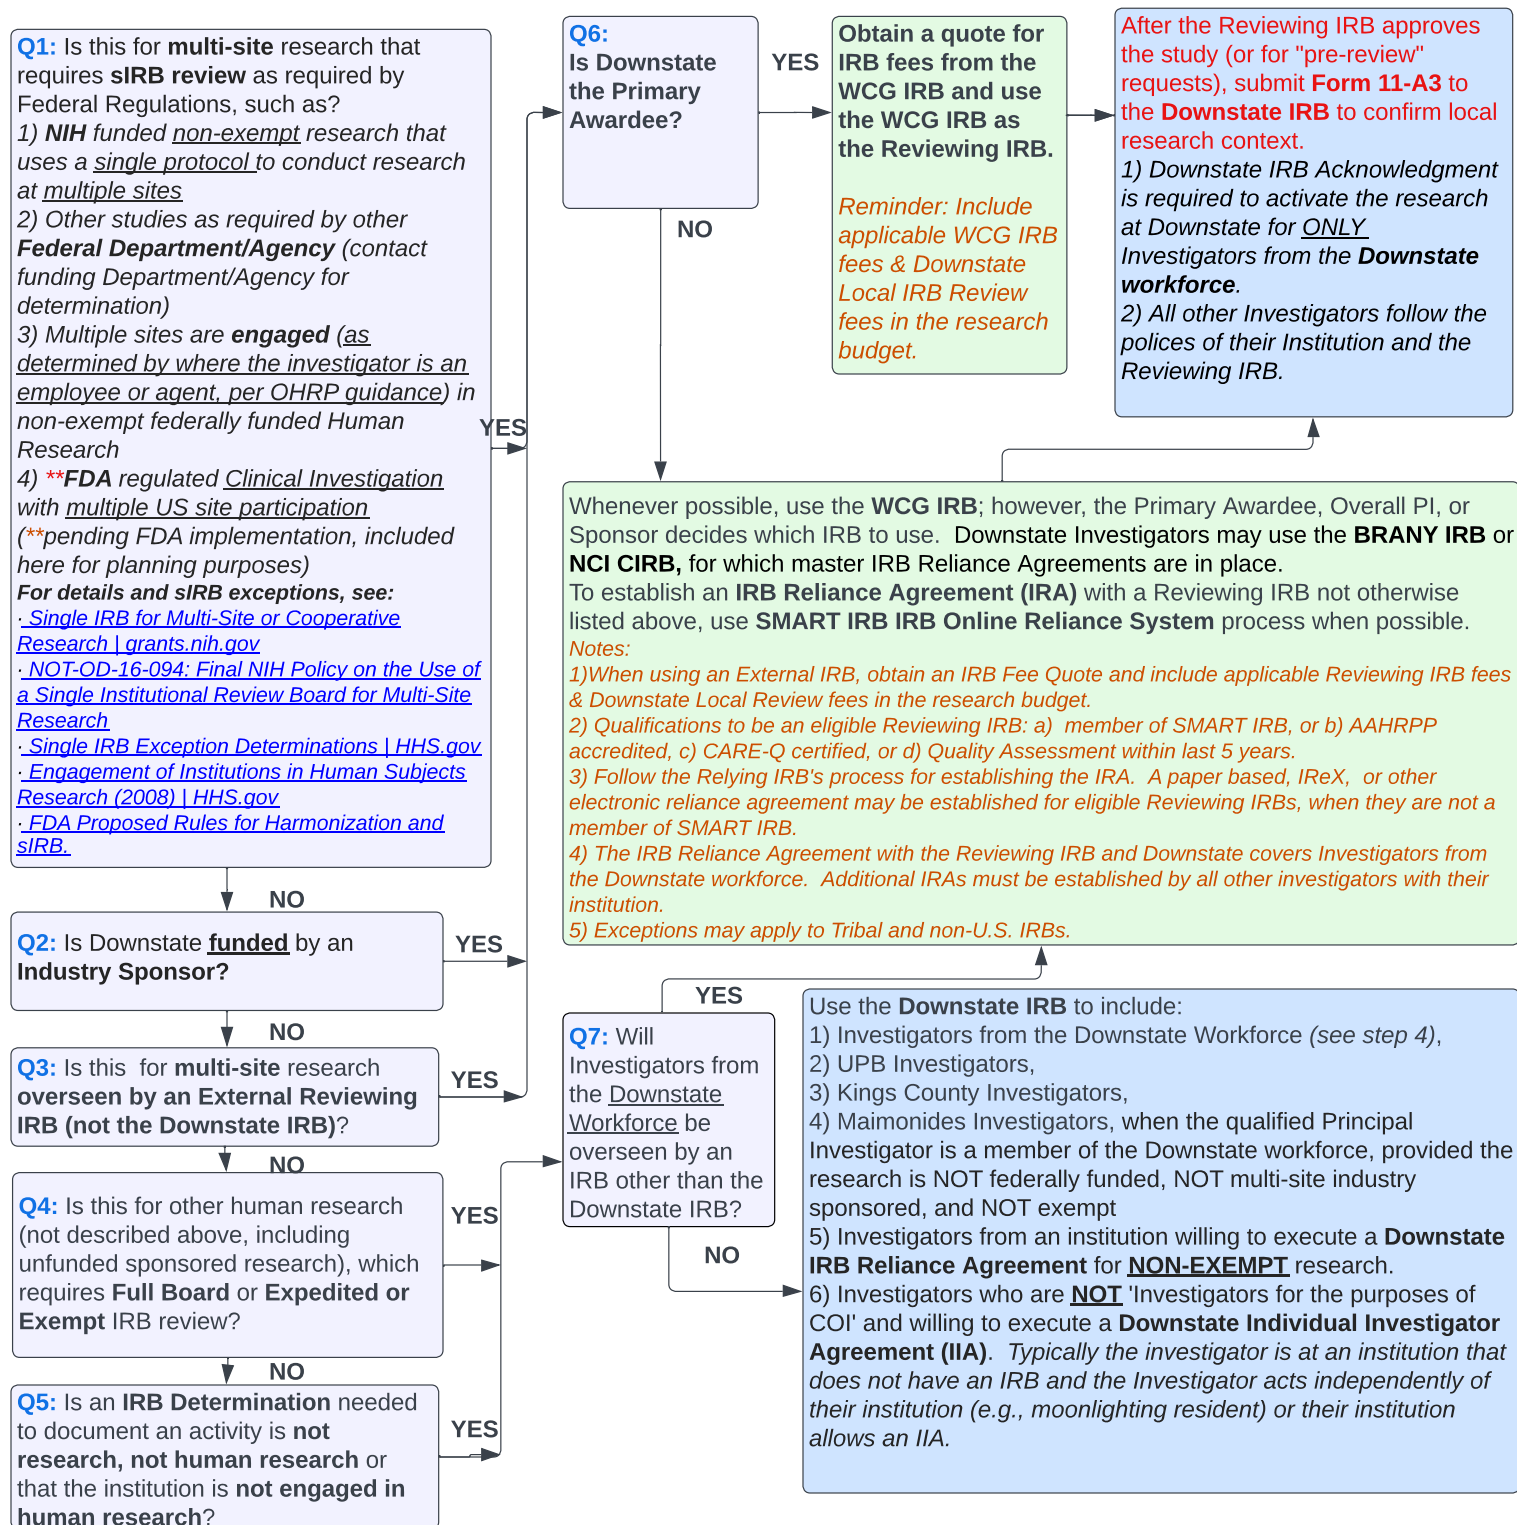 Q1: Is this for multi-site research that
requires sIRB review as required by
Federal Regulations, such as?
1) NIH funded non-exempt research that
uses a single protocol to conduct research
at multiple sites
2) Other studies as required by other
Federal Department/Agency (contact
funding Department/Agency for
determination)
3) Multiple sites are engaged (as
determined by where the investigator is an
employee or agent, per OHRP guidance) in
non-exempt federally funded Human
Research
4) **FDA regulated Clinical Investigation
with multiple US site participation
(**pending FDA implementation, included
here for planning purposes)
For details and sIRB exceptions, see:
· Single IRB for Multi-Site or Cooperative
Research | grants.nih.gov
· NOT-OD-16-094: Final NIH Policy on the Use of
a Single Institutional Review Board for Multi-Site
Research
· Single IRB Exception Determinations | HHS.gov
· Engagement of Institutions in Human Subjects
Research (2008) | HHS.gov
· FDA Proposed Rules for Harmonization and
sIRB.
YES
NO
Q2: Is Downstate funded by an
Industry Sponsor?
YES
NO
Q3: Is this for multi-site research
overseen by an External Reviewing
IRB (not the Downstate IRB)?
YES
NO
Q4: Is this for other human research
(not described above, including
unfunded sponsored research), which
requires Full Board or Expedited or
Exempt IRB review?
YES
NO
Q5: Is an IRB Determination needed
to document an activity is not
research, not human research or
that the institution is not engaged in
human research?
YES
Q6:
Is Downstate
the Primary
Awardee?
YES
NO
Obtain a quote for
IRB fees from the
WCG IRB and use
the WCG IRB as
the Reviewing IRB.
Reminder: Include
applicable WCG IRB
fees & Downstate
Local IRB Review
fees in the research
budget.
After the Reviewing IRB approves
the study (or for "pre-review"
requests), submit Form 11-A3 to
the Downstate IRB to confirm local
research context.
1) Downstate IRB Acknowledgment
is required to activate the research
at Downstate for ONLY
Investigators from the Downstate
workforce.
2) All other Investigators follow the
polices of their Institution and the
Reviewing IRB.
Whenever possible, use the WCG IRB; however, the Primary Awardee, Overall PI, or
Sponsor decides which IRB to use. Downstate Investigators may use the BRANY IRB or
NCI CIRB, for which master IRB Reliance Agreements are in place.
To establish an IRB Reliance Agreement (IRA) with a Reviewing IRB not otherwise
listed above, use SMART IRB IRB Online Reliance System process when possible.
Notes:
1)When using an External IRB, obtain an IRB Fee Quote and include applicable Reviewing IRB fees
& Downstate Local Review fees in the research budget.
2) Qualifications to be an eligible Reviewing IRB: a) member of SMART IRB, or b) AAHRPP
accredited, c) CARE-Q certified, or d) Quality Assessment within last 5 years.
3) Follow the Relying IRB's process for establishing the IRA. A paper based, IReX, or other
electronic reliance agreement may be established for eligible Reviewing IRBs, when they are not a
member of SMART IRB.
4) The IRB Reliance Agreement with the Reviewing IRB and Downstate covers Investigators from
the Downstate workforce. Additional IRAs must be established by all other investigators with their
institution.
5) Exceptions may apply to Tribal and non-U.S. IRBs.
YES
Q7: Will
Investigators from
the Downstate
Workforce be
overseen by an
IRB other than the
Downstate IRB?
NO
Use the Downstate IRB to include:
1) Investigators from the Downstate Workforce (see step 4),
2) UPB Investigators,
3) Kings County Investigators,
4) Maimonides Investigators, when the qualified Principal
Investigator is a member of the Downstate workforce, provided the
research is NOT federally funded, NOT multi-site industry
sponsored, and NOT exempt
5) Investigators from an institution willing to execute a Downstate
IRB Reliance Agreement for NON-EXEMPT research.
6) Investigators who are NOT 'Investigators for the purposes of
COI' and willing to execute a Downstate Individual Investigator
Agreement (IIA). Typically the investigator is at an institution that
does not have an IRB and the Investigator acts independently of
their institution (e.g., moonlighting resident) or their institution
allows an IIA.